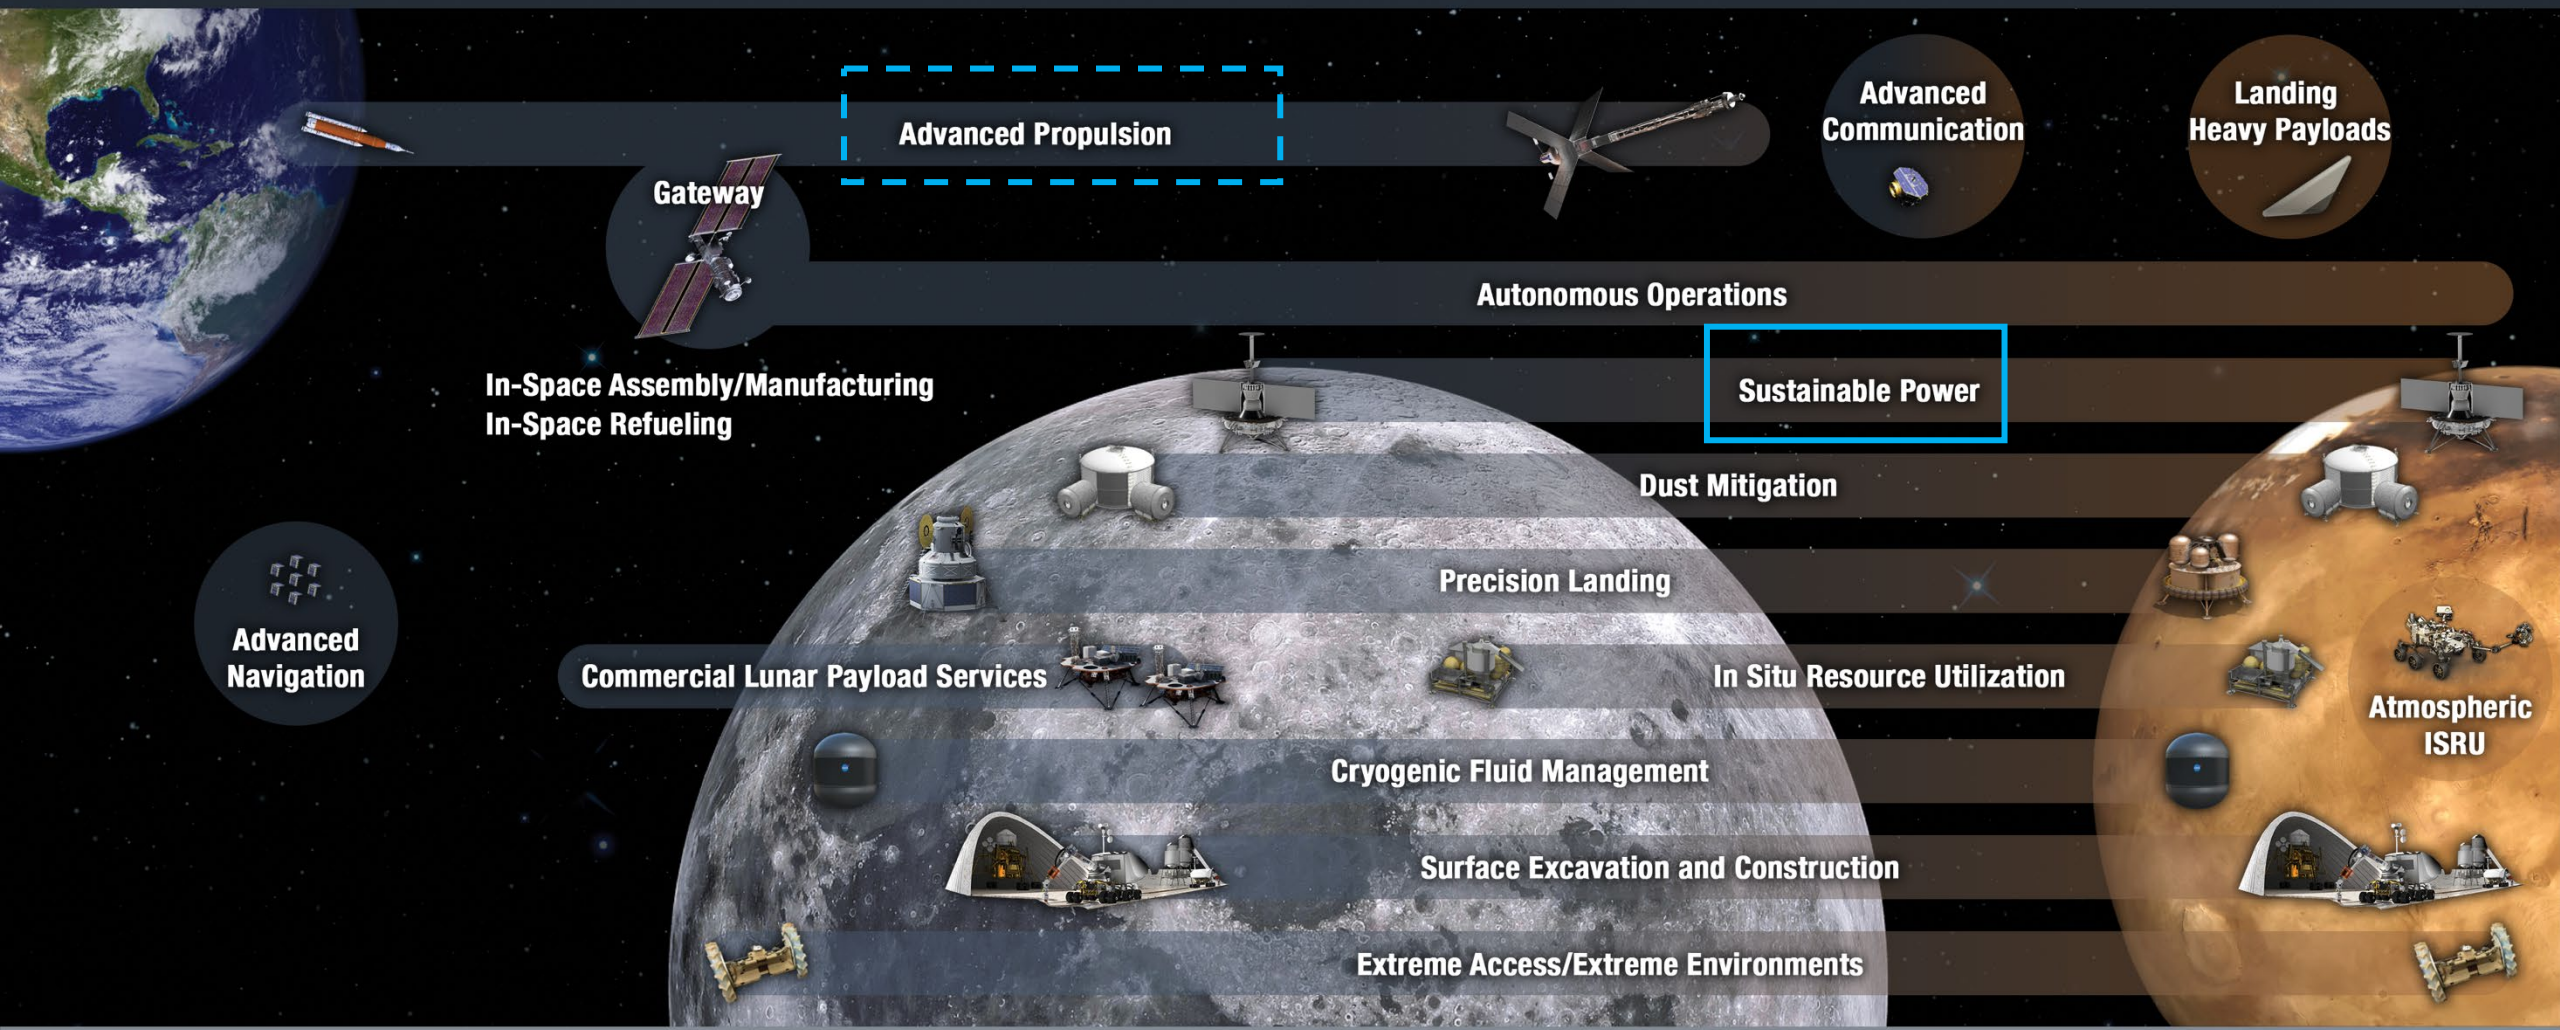 Advanced Propulsion
Advanced
Communication
Landing
Heavy Payloads
Gateway
Autonomous Operations
In-Space Assembly/Manufacturing
In-Space Refueling
Sustainable Power
Dust Mitigation
Precision Landing
Advanced
Navigation
Commercial Lunar Payload Services
In Situ Resource Utilization
Atmospheric
ISRU
Cryogenic Fluid Management
Surface Excavation and Construction
Extreme Access/Extreme Environments